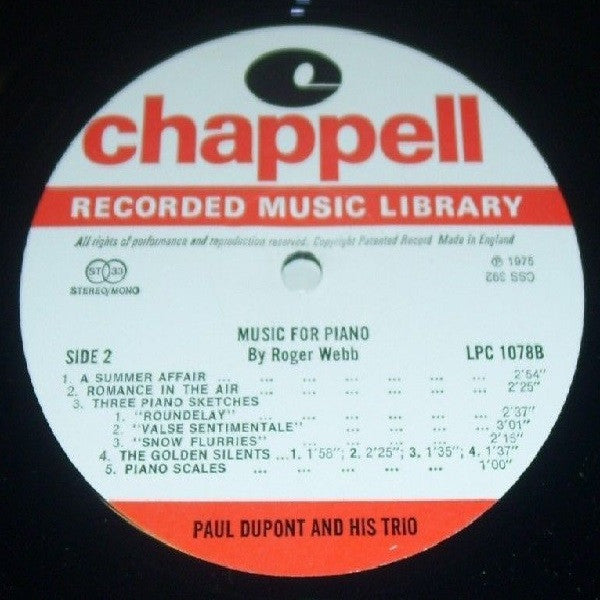 chappell
RECORDED MUSIC LIBRARY
All rights of performance and reproduction reserved. Copyright Patented Record Made in England
ST 33
STEREO/MONO
℗ 1975
MUSIC FOR PIANO
SIDE 2 By Roger Webb LPC 1078B
1. A SUMMER AFFAIR ... ... ... ... ... ... ... 2'54"
2. ROMANCE IN THE AIR ... ... ... ... ... ... 2'25"
3. THREE PIANO SKETCHES
1. "ROUNDELAY" ... ... ... ... ... 2'37"
2. "VALSE SENTIMENTALE" ... ... ... ... 3'01"
3. "SNOW FLURRIES" ... ... ... ... 2'15"
4. THE GOLDEN SILENTS ...1. 1'58"; 2. 2'25"; 3. 1'35"; 4. 1'37"
5. PIANO SCALES ... ... ... ... ... 1'00"
PAUL DUPONT AND HIS TRIO